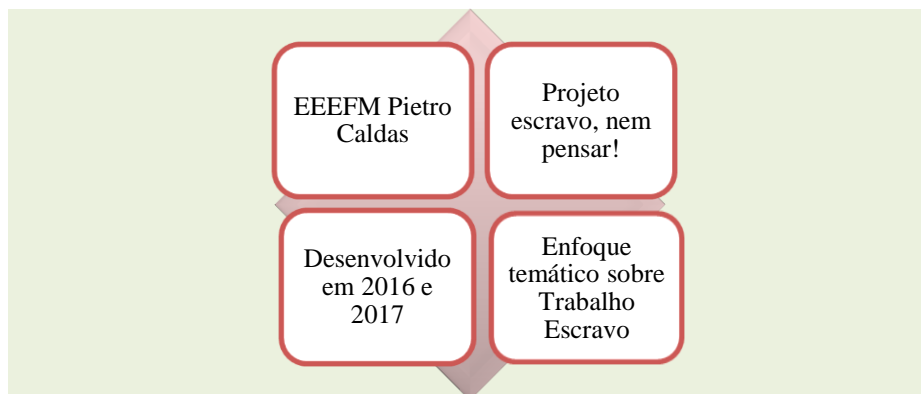 EEEFM Pietro
Caldas
Projeto
escravo, nem
pensar!
Desenvolvido
em 2016 e
2017
Enfoque
temático sobre
Trabalho
Escravo